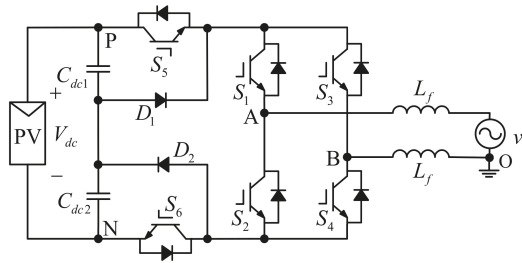 P
S5
Cdc1
+
PV
Vdc
−
D1
D2
Cdc2
N
S6
S1
S3
A
B
S2
S4
Lf
Lf
v
O